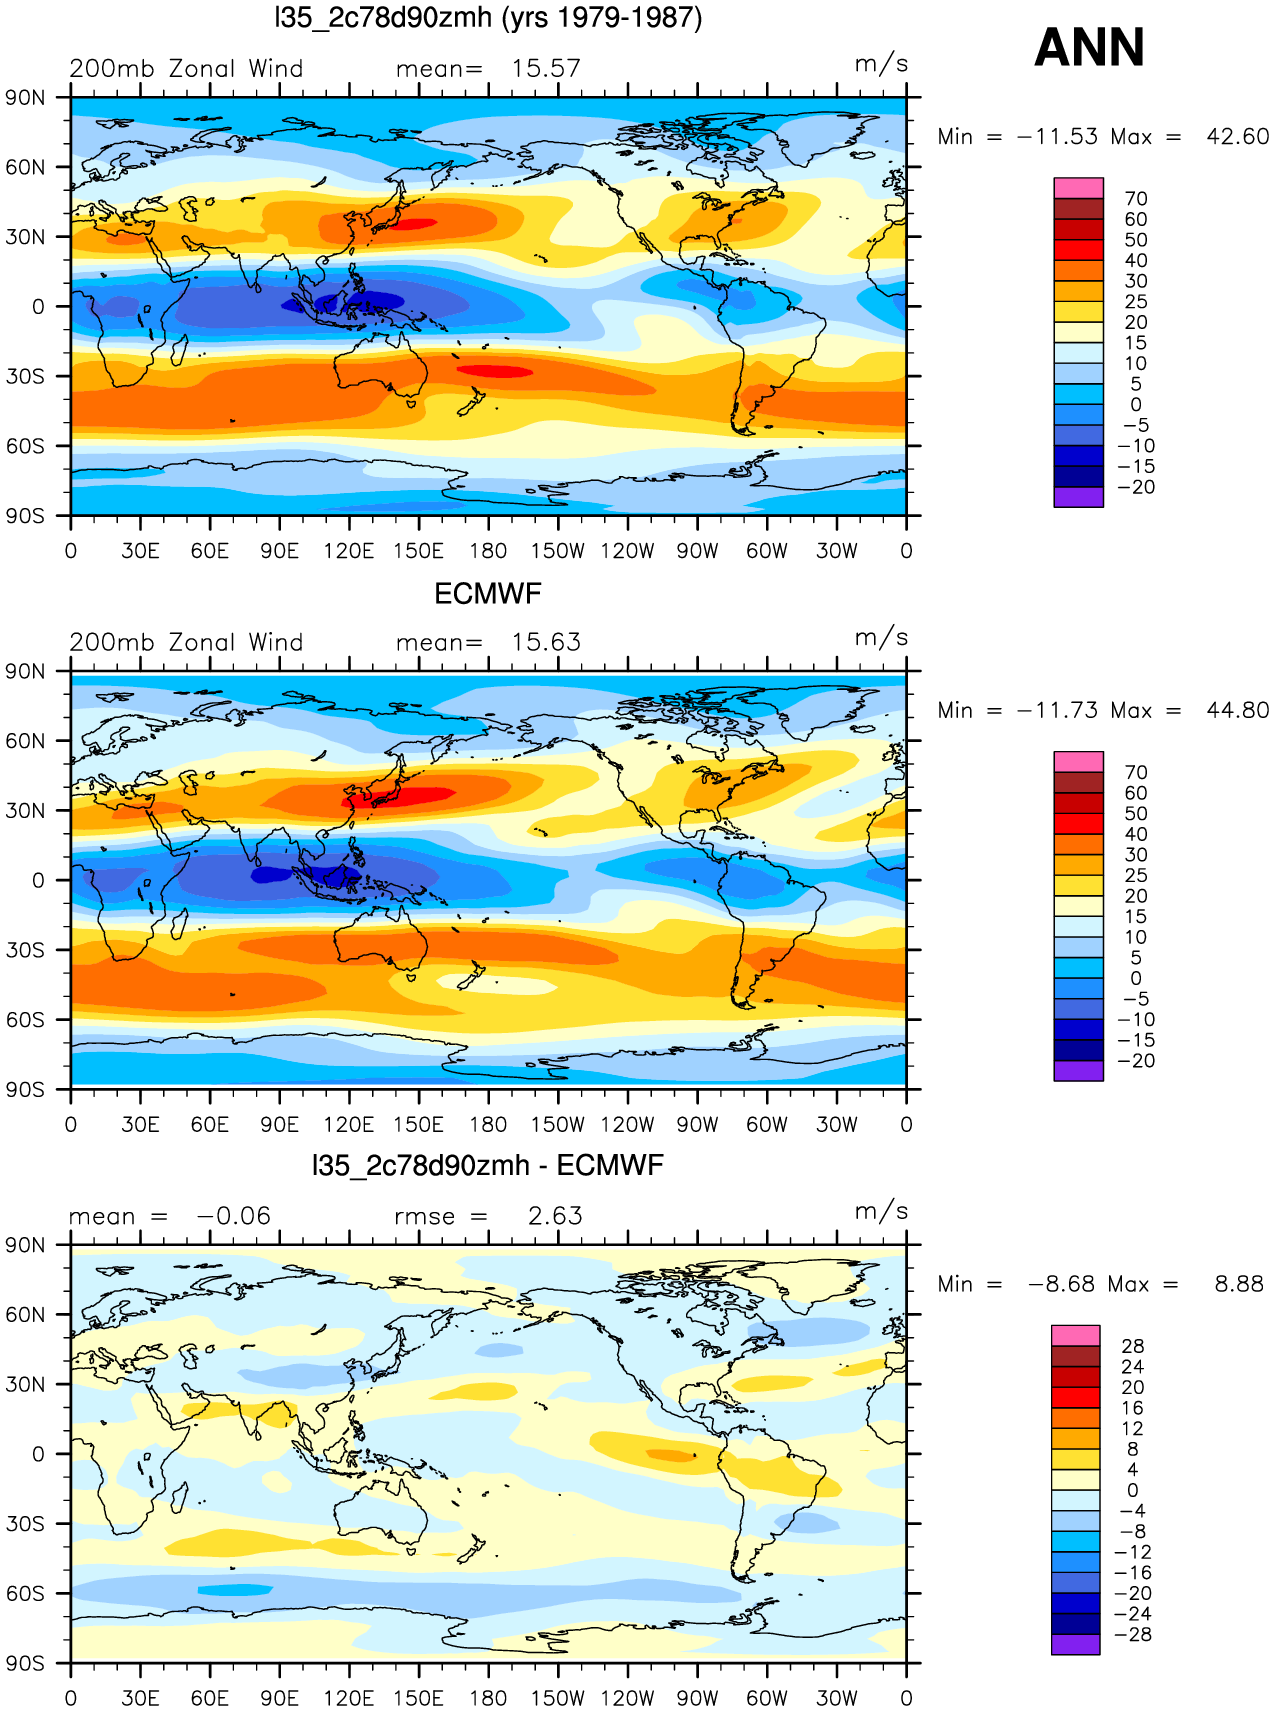 l35_2c78d90zmh (yrs 1979-1987)
ANN
200mb Zonal Wind mean= 15.57 m/s
Min = -11.53 Max = 42.60
90N
60N
30N
0
30S
60S
90S
0 30E 60E 90E 120E 150E 180 150W 120W 90W 60W 30W 0
70
60
50
40
30
25
20
15
10
5
0
-5
-10
-15
-20
ECMWF
200mb Zonal Wind mean= 15.63 m/s
Min = -11.73 Max = 44.80
90N
60N
30N
0
30S
60S
90S
0 30E 60E 90E 120E 150E 180 150W 120W 90W 60W 30W 0
70
60
50
40
30
25
20
15
10
5
0
-5
-10
-15
-20
l35_2c78d90zmh - ECMWF
mean = -0.06 rmse = 2.63 m/s
Min = -8.68 Max = 8.88
90N
60N
30N
0
30S
60S
90S
0 30E 60E 90E 120E 150E 180 150W 120W 90W 60W 30W 0
28
24
20
16
12
8
4
0
-4
-8
-12
-16
-20
-24
-28